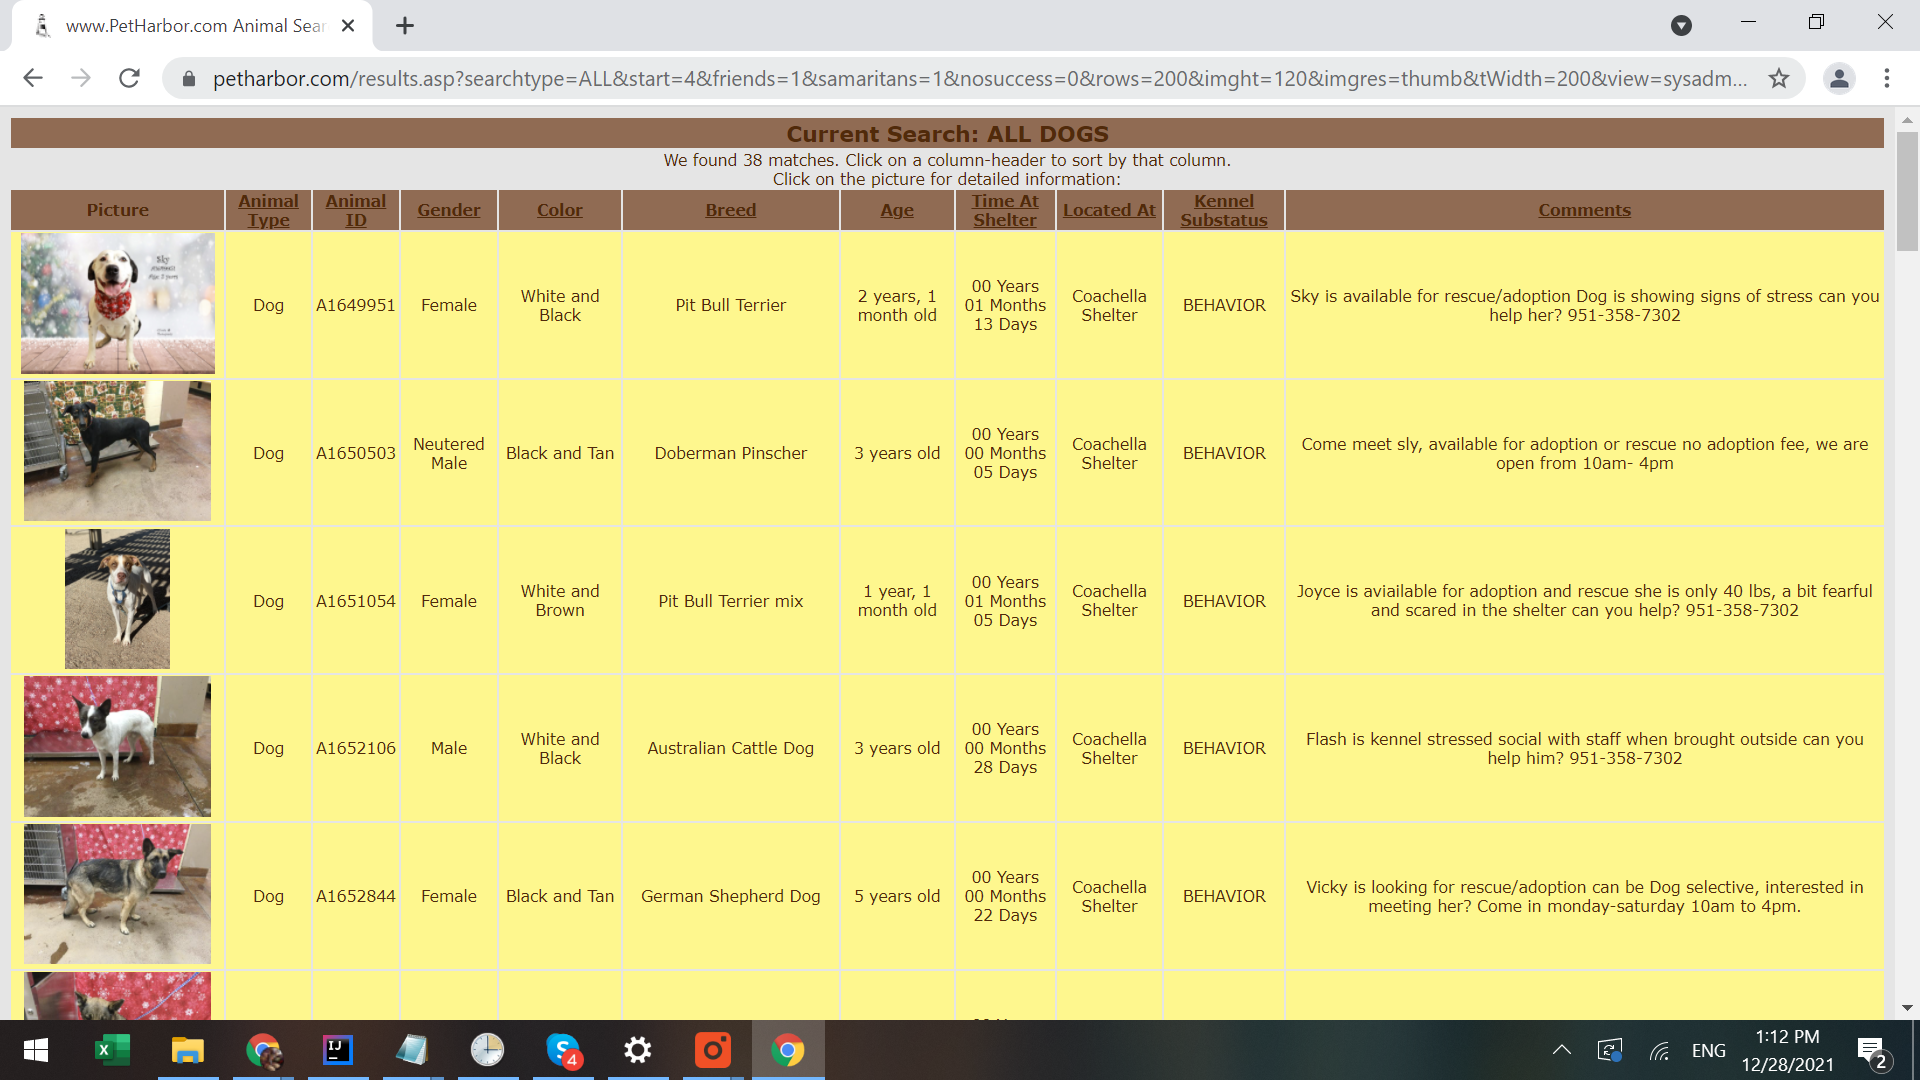 www.PetHarbor.com Animal Sear
petharbor.com/results.asp?searchtype=ALL&start=4&friends=1&samaritans=1&nosuccess=0&rows=200&imght=120&imgres=thumb&tWidth=200&view=sysadm...
Current Search: ALL DOGS
We found 38 matches. Click on a column-header to sort by that column.
Click on the picture for detailed information:
Picture Animal Type Animal ID Gender Color Breed Age Time At Shelter Located At Kennel Substatus Comments
Sky
Dog A1649951 Female White and Black Pit Bull Terrier 2 years, 1 month old 00 Years 01 Months 13 Days Coachella Shelter BEHAVIOR Sky is available for rescue/adoption Dog is showing signs of stress can you help her? 951-358-7302
Dog A1650503 Neutered Male Black and Tan Doberman Pinscher 3 years old 00 Years 00 Months 05 Days Coachella Shelter BEHAVIOR Come meet sly, available for adoption or rescue no adoption fee, we are open from 10am- 4pm
Dog A1651054 Female White and Brown Pit Bull Terrier mix 1 year, 1 month old 00 Years 01 Months 05 Days Coachella Shelter BEHAVIOR Joyce is aviailable for adoption and rescue she is only 40 lbs, a bit fearful and scared in the shelter can you help? 951-358-7302
Dog A1652106 Male White and Black Australian Cattle Dog 3 years old 00 Years 00 Months 28 Days Coachella Shelter BEHAVIOR Flash is kennel stressed social with staff when brought outside can you help him? 951-358-7302
Dog A1652844 Female Black and Tan German Shepherd Dog 5 years old 00 Years 00 Months 22 Days Coachella Shelter BEHAVIOR Vicky is looking for rescue/adoption can be Dog selective, interested in meeting her? Come in monday-saturday 10am to 4pm.
X
IJ
S 4
ENG
1:12 PM
12/28/2021
2